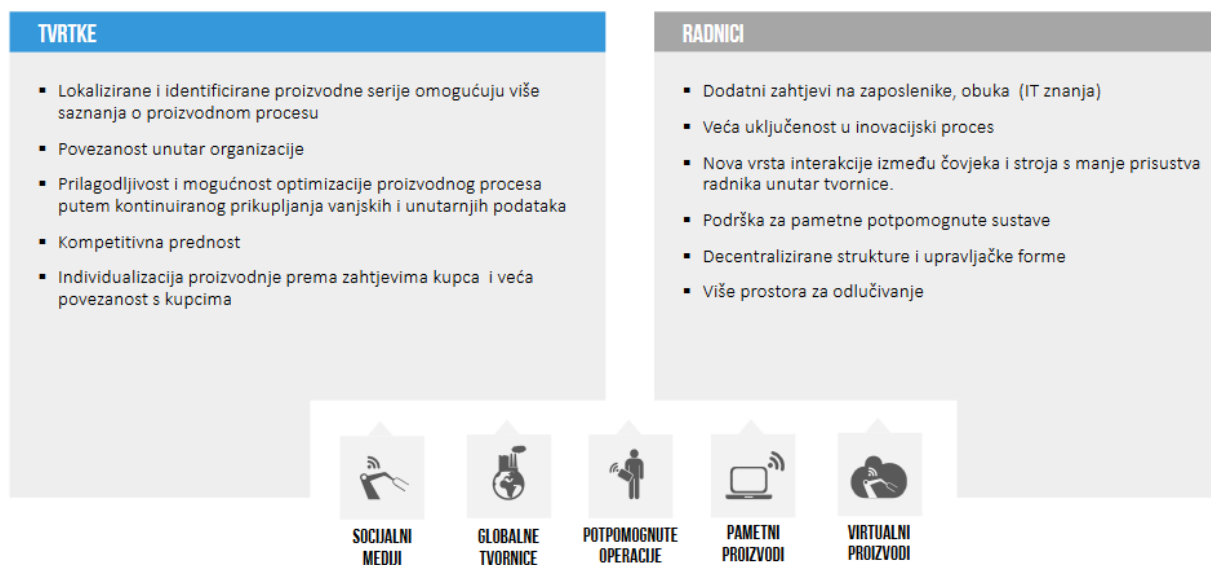 TVRTKE
▪ Lokalizirane i identificirane proizvodne serije omogućuju više
saznanja o proizvodnom procesu
▪ Povezanost unutar organizacije
▪ Prilagodljivost i mogućnost optimizacije proizvodnog procesa
putem kontinuiranog prikupljanja vanjskih i unutarnjih podataka
▪ Kompetitivna prednost
▪ Individualizacija proizvodnje prema zahtjevima kupca i veća
povezanost s kupcima
RADNICI
▪ Dodatni zahtjevi na zaposlenike, obuka (IT znanja)
▪ Veća uključenost u inovacijski proces
▪ Nova vrsta interakcije između čovjeka i stroja s manje prisustva
radnika unutar tvornice.
▪ Podrška za pametne potpomognute sustave
▪ Decentralizirane strukture i upravljačke forme
▪ Više prostora za odlučivanje
SOCIJALNI
MEDIJI
GLOBALNE
TVORNICE
POTPOMOGNUTE
OPERACIJE
PAMETNI
PROIZVODI
VIRTUALNI
PROIZVODI